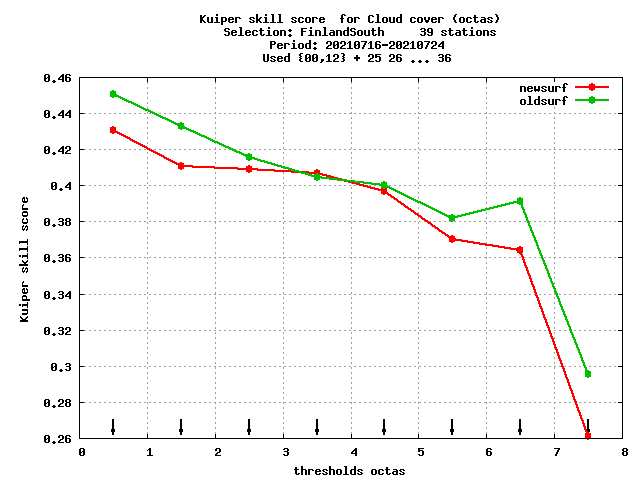 Kuiper skill score  for Cloud cover (octas)
Selection: FinlandSouth     39 stations
Period: 20210716-20210724
Used {00,12} + 25 26 ... 36
newsurf
oldsurf
0.46
0.44
0.42
0.4
0.38
0.36
0.34
0.32
0.3
0.28
0.26
Kuiper skill score
0 1 2 3 4 5 6 7 8
thresholds octas